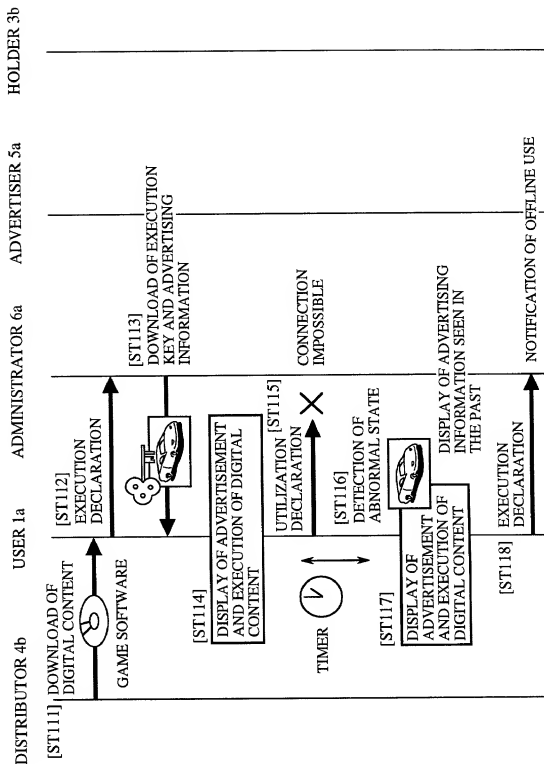 DISTRIBUTOR 4b
USER 1a
ADMINISTRATOR 6a
ADVERTISER 5a
HOLDER 3b
[ST111]
DOWNLOAD OF
DIGITAL CONTENT
GAME SOFTWARE
[ST112]
EXECUTION
DECLARATION
[ST113]
DOWNLOAD OF EXECUTION
KEY AND ADVERTISING
INFORMATION
[ST114]
DISPLAY OF ADVERTISEMENT
AND EXECUTION OF DIGITAL
CONTENT
UTILIZATION
DECLARATION
[ST115]
CONNECTION
IMPOSSIBLE
TIMER
[ST116]
DETECTION OF
ABNORMAL STATE
[ST117]
DISPLAY OF
ADVERTISEMENT
AND EXECUTION OF
DIGITAL CONTENT
DISPLAY OF ADVERTISING
INFORMATION SEEN IN
THE PAST
[ST118]
EXECUTION
DECLARATION
NOTIFICATION OF OFFLINE USE